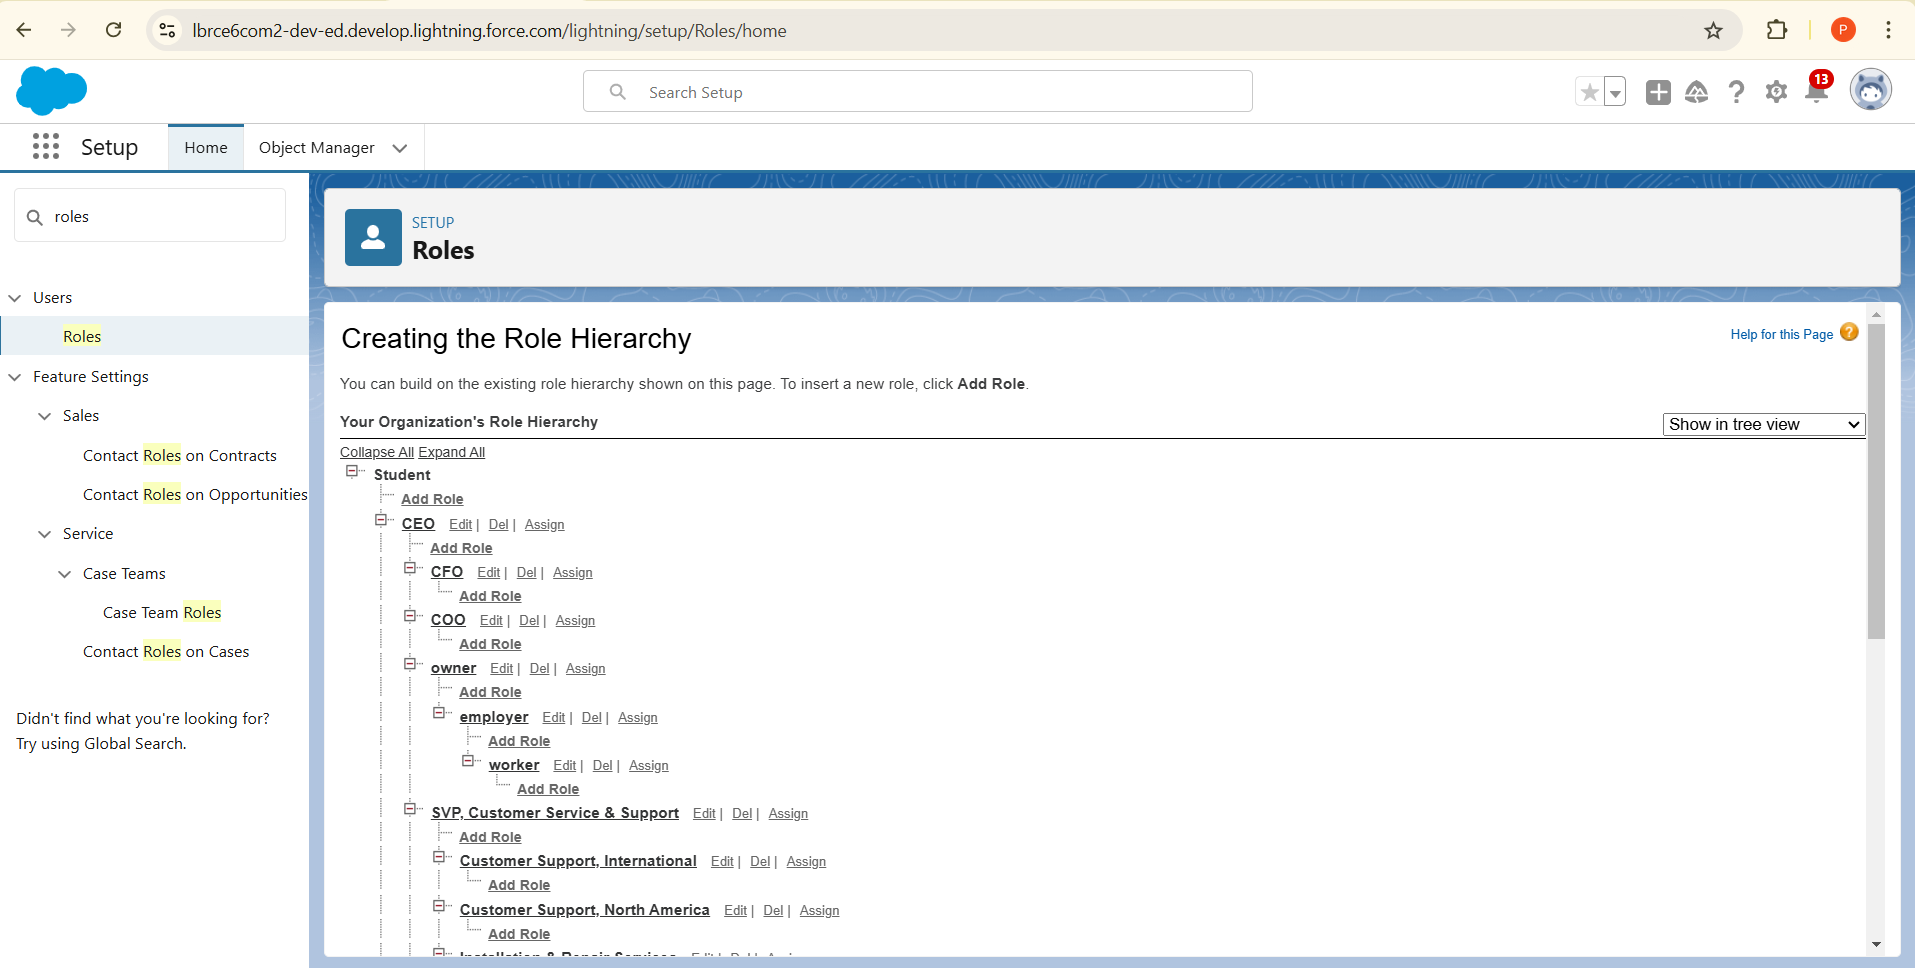 lbrce6com2-dev-ed.develop.lightning.force.com/lightning/setup/Roles/home
P
Search Setup
13
Setup
Home
Object Manager
roles
Users
Roles
Feature Settings
Sales
Contact Roles on Contracts
Contact Roles on Opportunities
Service
Case Teams
Case Team Roles
Contact Roles on Cases
Didn't find what you're looking for?
Try using Global Search.
SETUP
Roles
Creating the Role Hierarchy
Help for this Page ?
You can build on the existing role hierarchy shown on this page. To insert a new role, click Add Role.
Your Organization's Role Hierarchy
Show in tree view
Collapse All Expand All
Student
Add Role
CEO Edit | Del | Assign
Add Role
CFO Edit | Del | Assign
Add Role
COO Edit | Del | Assign
Add Role
owner Edit | Del | Assign
Add Role
employer Edit | Del | Assign
Add Role
worker Edit | Del | Assign
Add Role
SVP, Customer Service & Support Edit | Del | Assign
Add Role
Customer Support, International Edit | Del | Assign
Add Role
Customer Support, North America Edit | Del | Assign
Add Role
Installation & Repair Services Edit | Del | Assign